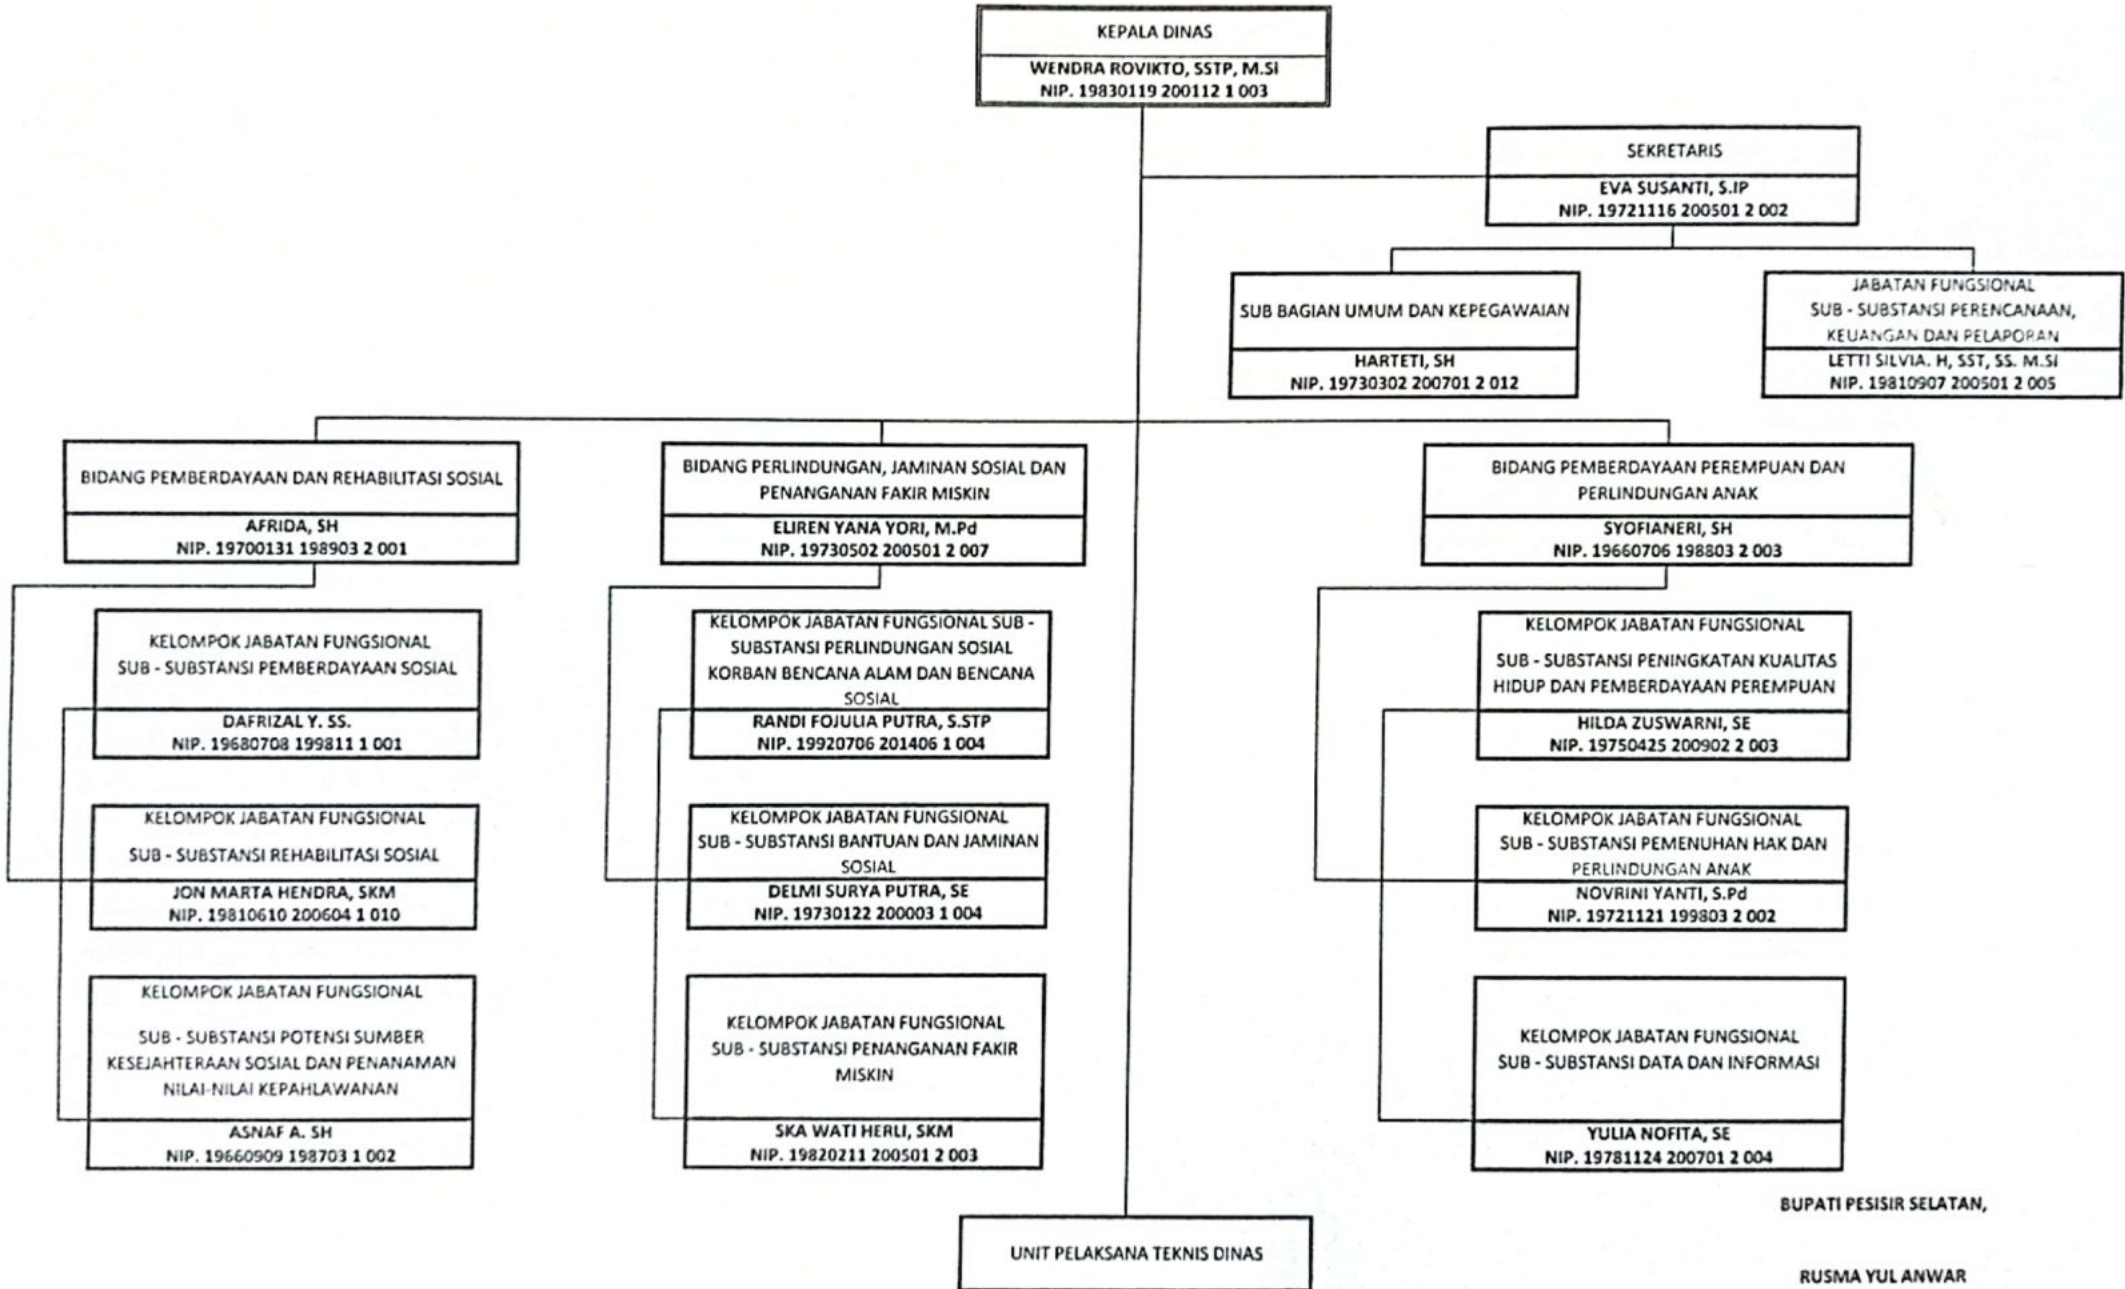 KEPALA DINAS
WENDRA ROVIKTO, SSTP, M.Si
NIP. 19830119 200112 1 003
SEKRETARIS
EVA SUSANTI, S.IP
NIP. 19721116 200501 2 002
SUB BAGIAN UMUM DAN KEPEGAWAIAN
HARTETI, SH
NIP. 19730302 200701 2 012
JABATAN FUNGSIONAL
SUB - SUBSTANSI PERENCANAAN,
KEUANGAN DAN PELAPORAN
LETTI SILVIA. H, SST, SS. M.Si
NIP. 19810907 200501 2 005
BIDANG PEMBERDAYAAN DAN REHABILITASI SOSIAL
AFRIDA, SH
NIP. 19700131 198903 2 001
KELOMPOK JABATAN FUNGSIONAL
SUB - SUBSTANSI PEMBERDAYAAN SOSIAL
DAFRIZAL Y. SS.
NIP. 19680708 199811 1 001
KELOMPOK JABATAN FUNGSIONAL
SUB - SUBSTANSI REHABILITASI SOSIAL
JON MARTA HENDRA, SKM
NIP. 19810610 200604 1 010
KELOMPOK JABATAN FUNGSIONAL
SUB - SUBSTANSI POTENSI SUMBER
KESEJAHTERAAN SOSIAL DAN PENANAMAN
NILAI-NILAI KEPAHLAWANAN
ASNAF A. SH
NIP. 19660909 198703 1 002
BIDANG PERLINDUNGAN, JAMINAN SOSIAL DAN
PENANGANAN FAKIR MISKIN
ELIREN YANA YORI, M.Pd
NIP. 19730502 200501 2 007
KELOMPOK JABATAN FUNGSIONAL SUB -
SUBSTANSI PERLINDUNGAN SOSIAL
KORBAN BENCANA ALAM DAN BENCANA
SOSIAL
RANDI FOJULIA PUTRA, S.STP
NIP. 19920706 201406 1 004
KELOMPOK JABATAN FUNGSIONAL
SUB - SUBSTANSI BANTUAN DAN JAMINAN
SOSIAL
DELMI SURYA PUTRA, SE
NIP. 19730122 200003 1 004
KELOMPOK JABATAN FUNGSIONAL
SUB - SUBSTANSI PENANGANAN FAKIR
MISKIN
SKA WATI HERLI, SKM
NIP. 19820211 200501 2 003
BIDANG PEMBERDAYAAN PEREMPUAN DAN
PERLINDUNGAN ANAK
SYOFIANERI, SH
NIP. 19660706 198803 2 003
KELOMPOK JABATAN FUNGSIONAL
SUB - SUBSTANSI PENINGKATAN KUALITAS
HIDUP DAN PEMBERDAYAAN PEREMPUAN
HILDA ZUSWARNI, SE
NIP. 19750425 200902 2 003
KELOMPOK JABATAN FUNGSIONAL
SUB - SUBSTANSI PEMENUHAN HAK DAN
PERLINDUNGAN ANAK
NOVRINI YANTI, S.Pd
NIP. 19721121 199803 2 002
KELOMPOK JABATAN FUNGSIONAL
SUB - SUBSTANSI DATA DAN INFORMASI
YULIA NOFITA, SE
NIP. 19781124 200701 2 004
UNIT PELAKSANA TEKNIS DINAS
BUPATI PESISIR SELATAN,
RUSMA YUL ANWAR